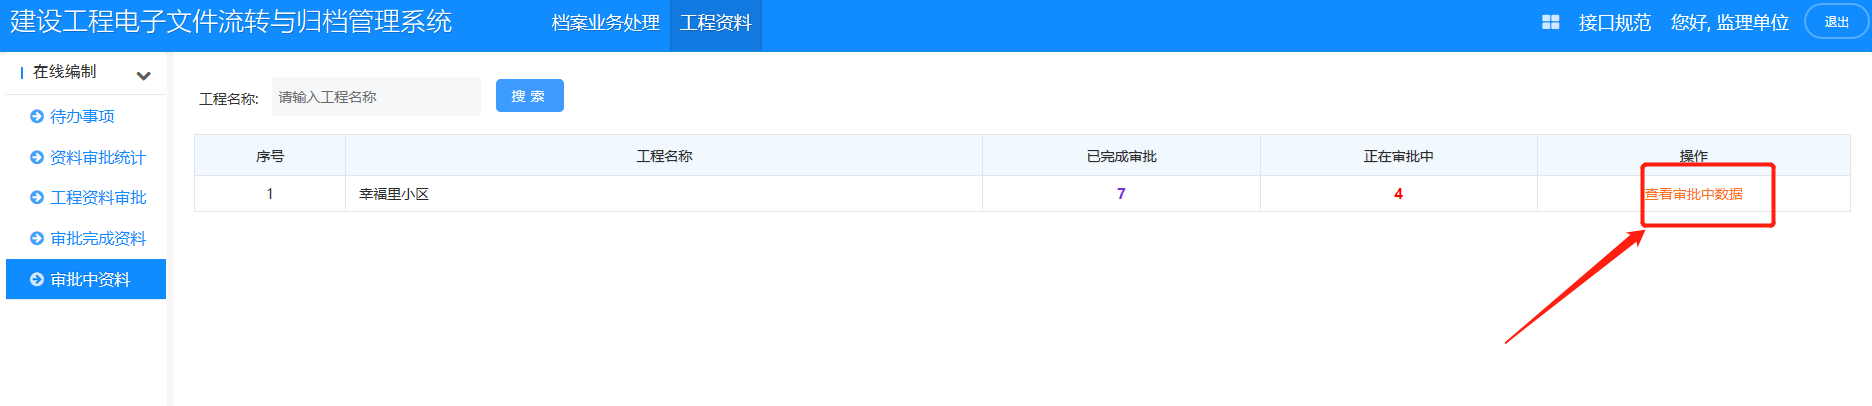 建设工程电子文件流转与归档管理系统 档案业务处理 工程资料 接口规范 您好, 监理单位 退出
在线编制
待办事项
资料审批统计
工程资料审批
审批完成资料
审批中资料
工程名称: 请输入工程名称 搜索
序号 工程名称 已完成审批 正在审批中 操作
1 幸福里小区 7 4 查看审批中数据